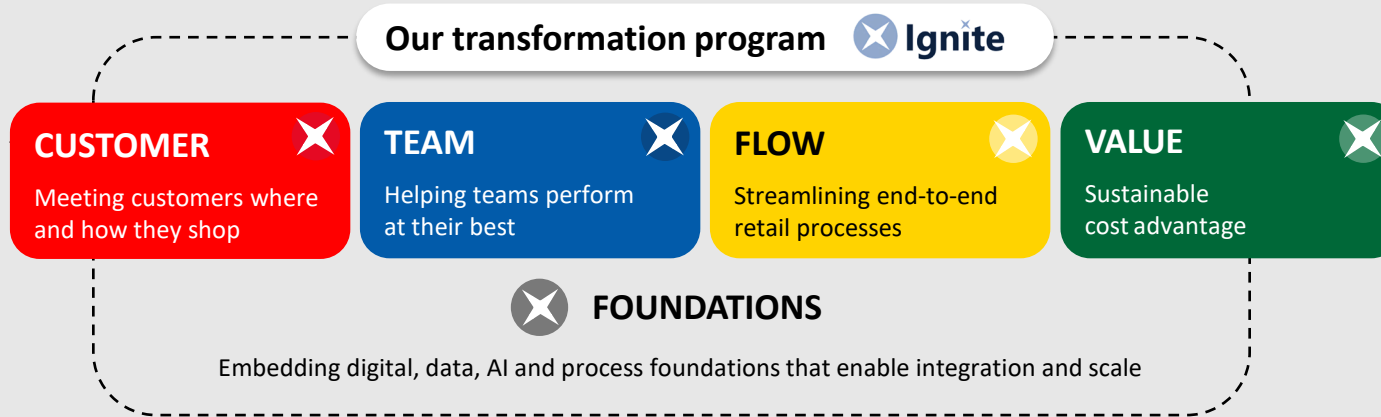 Our transformation program Ignite
CUSTOMER
Meeting customers where
and how they shop
TEAM
Helping teams perform
at their best
FLOW
Streamlining end-to-end
retail processes
VALUE
Sustainable
cost advantage
FOUNDATIONS
Embedding digital, data, AI and process foundations that enable integration and scale